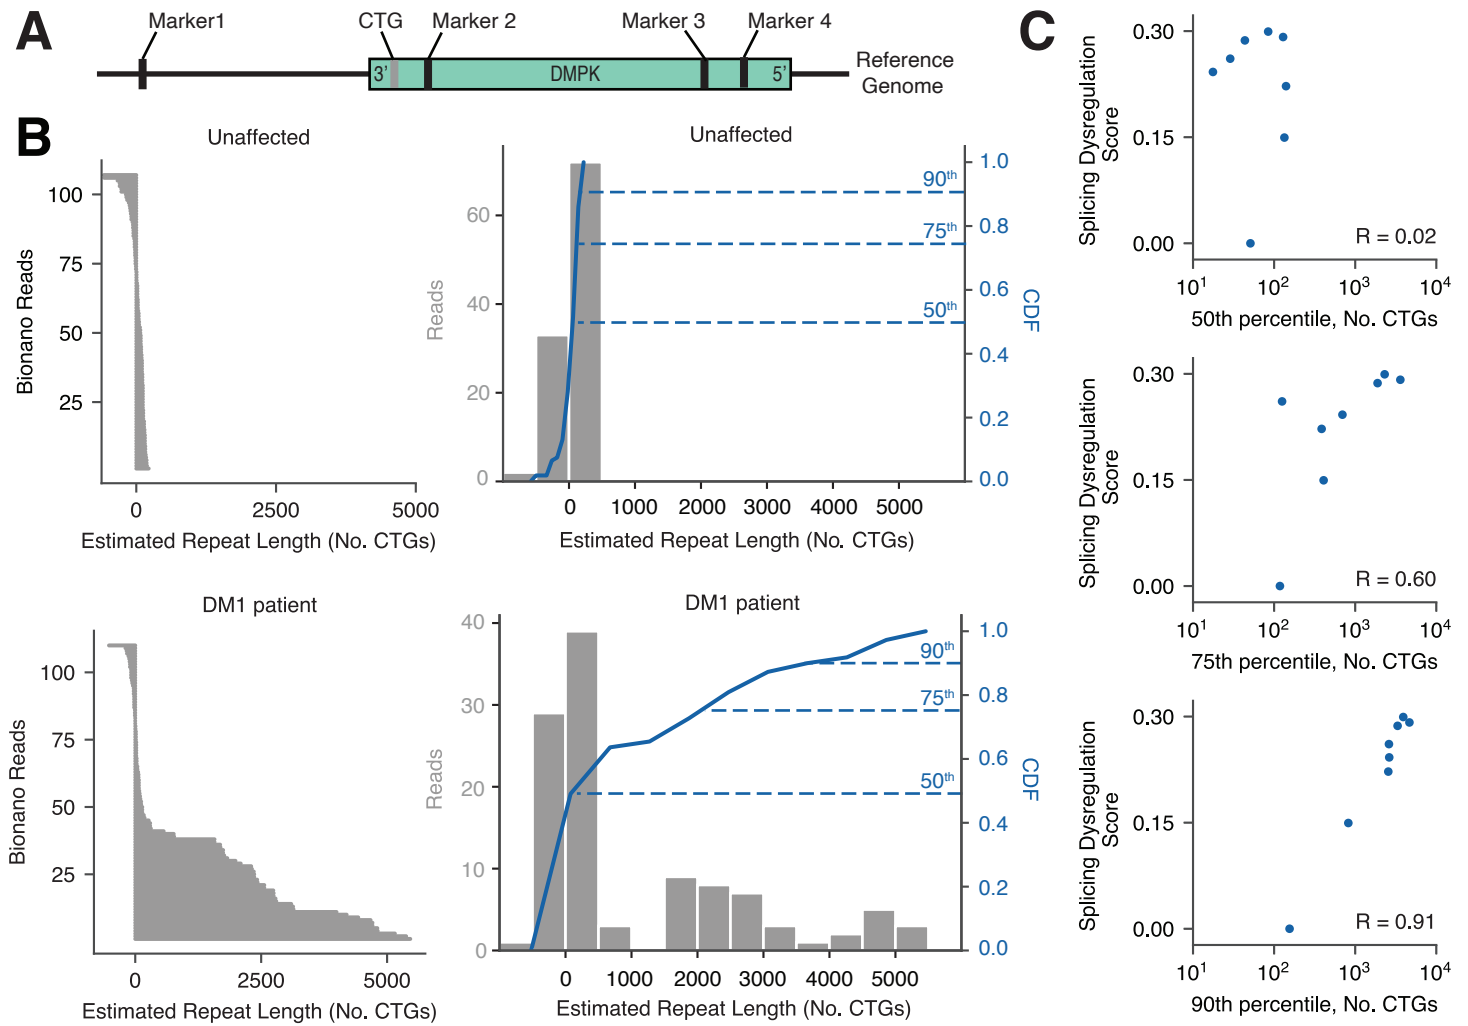 A
Marker1
CTG
Marker 2
Marker 3
Marker 4
3’
DMPK
5’
Reference
Genome
B
Unaffected
100
75
50
25
Bionano Reads
0
2500
5000
Estimated Repeat Length (No. CTGs)
Unaffected
60
40
20
0
Reads
90th
75th
50th
1.0
0.8
0.6
0.4
0.2
0.0
CDF
0
1000
2000
3000
4000
5000
Estimated Repeat Length (No. CTGs)
DM1 patient
100
75
50
25
Bionano Reads
0
2500
5000
Estimated Repeat Length (No. CTGs)
DM1 patient
40
30
20
10
0
Reads
90th
75th
50th
1.0
0.8
0.6
0.4
0.2
0.0
CDF
0
1000
2000
3000
4000
5000
Estimated Repeat Length (No. CTGs)
C
Splicing Dysregulation
Score
0.30
0.15
0.00
R = 0.02
10^1
10^2
10^3
10^4
50th percentile, No. CTGs
Splicing Dysregulation
Score
0.30
0.15
0.00
R = 0.60
10^1
10^2
10^3
10^4
75th percentile, No. CTGs
Splicing Dysregulation
Score
0.30
0.15
0.00
R = 0.91
10^1
10^2
10^3
10^4
90th percentile, No. CTGs